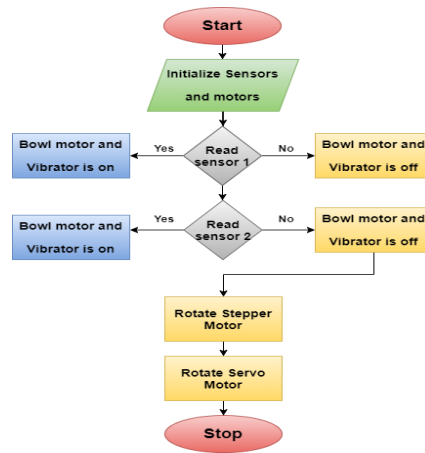 Start
Initialize Sensors
and motors
Yes
No
Bowl motor and
Vibrator is on
Read
sensor 1
Bowl motor and
Vibrator is off
Yes
No
Bowl motor and
Vibrator is on
Read
sensor 2
Bowl motor and
Vibrator is off
Rotate Stepper
Motor
Rotate Servo
Motor
Stop